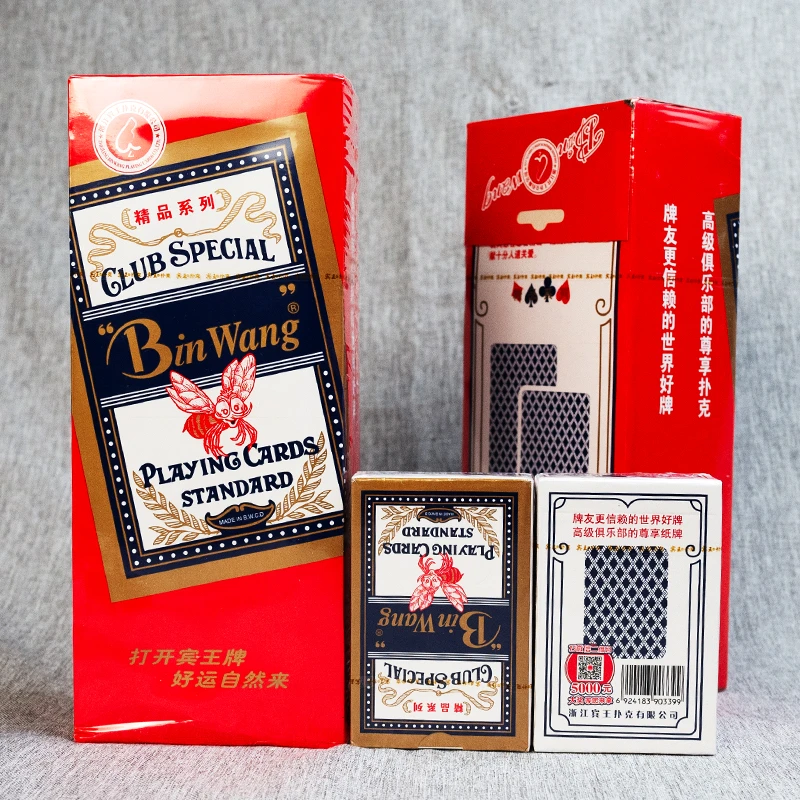 精品系列
CLUB SPECIAL
"Bin Wang"
®
PLAYING CARDS
STANDARD
MADE IN B.W.C.D
打开宾王牌
好运自然来
Bin Wang
高级俱乐部的尊享扑克
牌友更信赖的世界好牌
精品系列
CLUB SPECIAL
"Bin Wang"
®
PLAYING CARDS
STANDARD
牌友更信赖的世界好牌
高级俱乐部的尊享纸牌
5000元
6 924183 903399
浙江宾王扑克有限公司